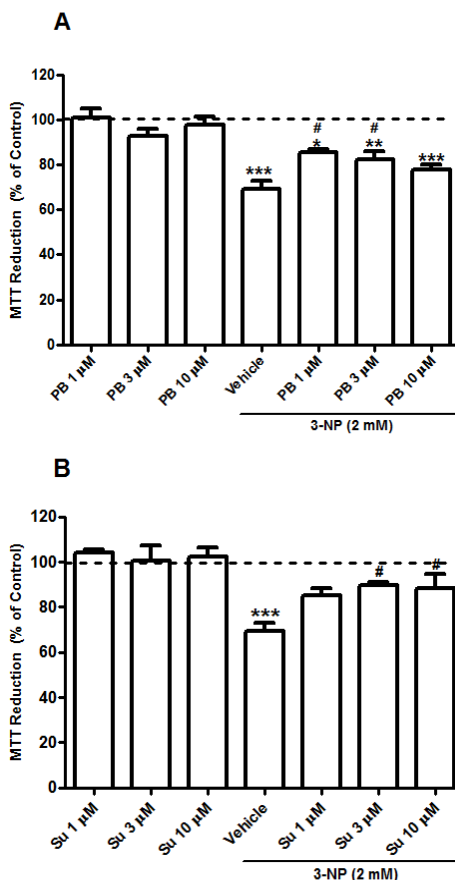 A
MTT Reduction (% of Control)
120
100
80
60
40
20
0
***
#
*
#
**
***
PB 1 µM
PB 3 µM
PB 10 µM
Vehicle
PB 1 µM
PB 3 µM
PB 10 µM
3-NP (2 mM)
B
MTT Reduction (% of Control)
120
100
80
60
40
20
0
***
#
#
Su 1 µM
Su 3 µM
Su 10 µM
Vehicle
Su 1 µM
Su 3 µM
Su 10 µM
3-NP (2 mM)